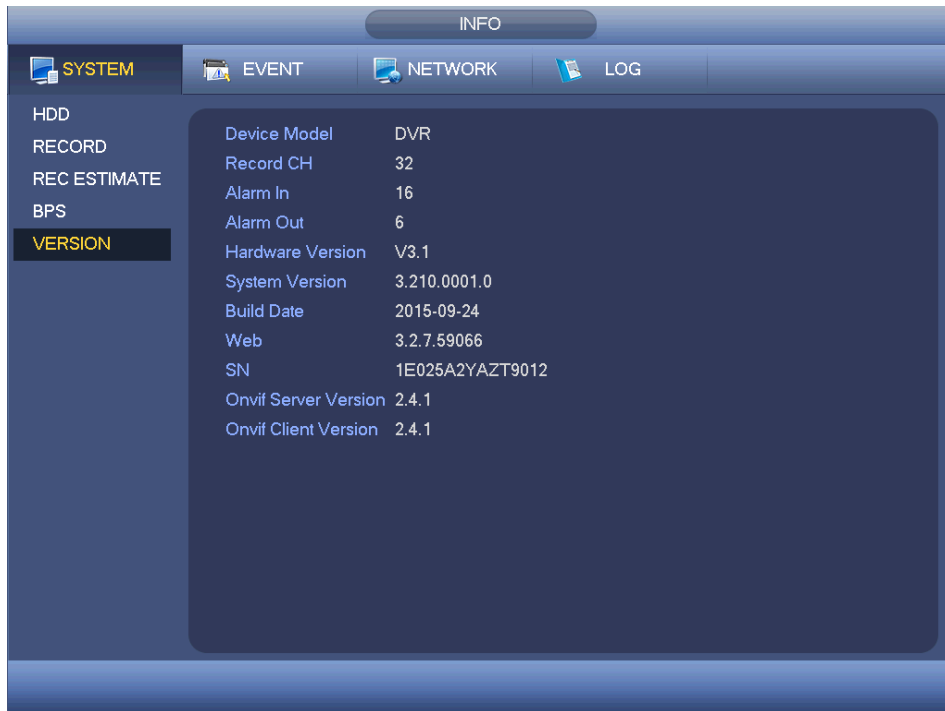 INFO
SYSTEM EVENT NETWORK LOG
HDD
RECORD
REC ESTIMATE
BPS
VERSION
Device Model DVR
Record CH 32
Alarm In 16
Alarm Out 6
Hardware Version V3.1
System Version 3.210.0001.0
Build Date 2015-09-24
Web 3.2.7.59066
SN 1E025A2YAZT9012
Onvif Server Version 2.4.1
Onvif Client Version 2.4.1